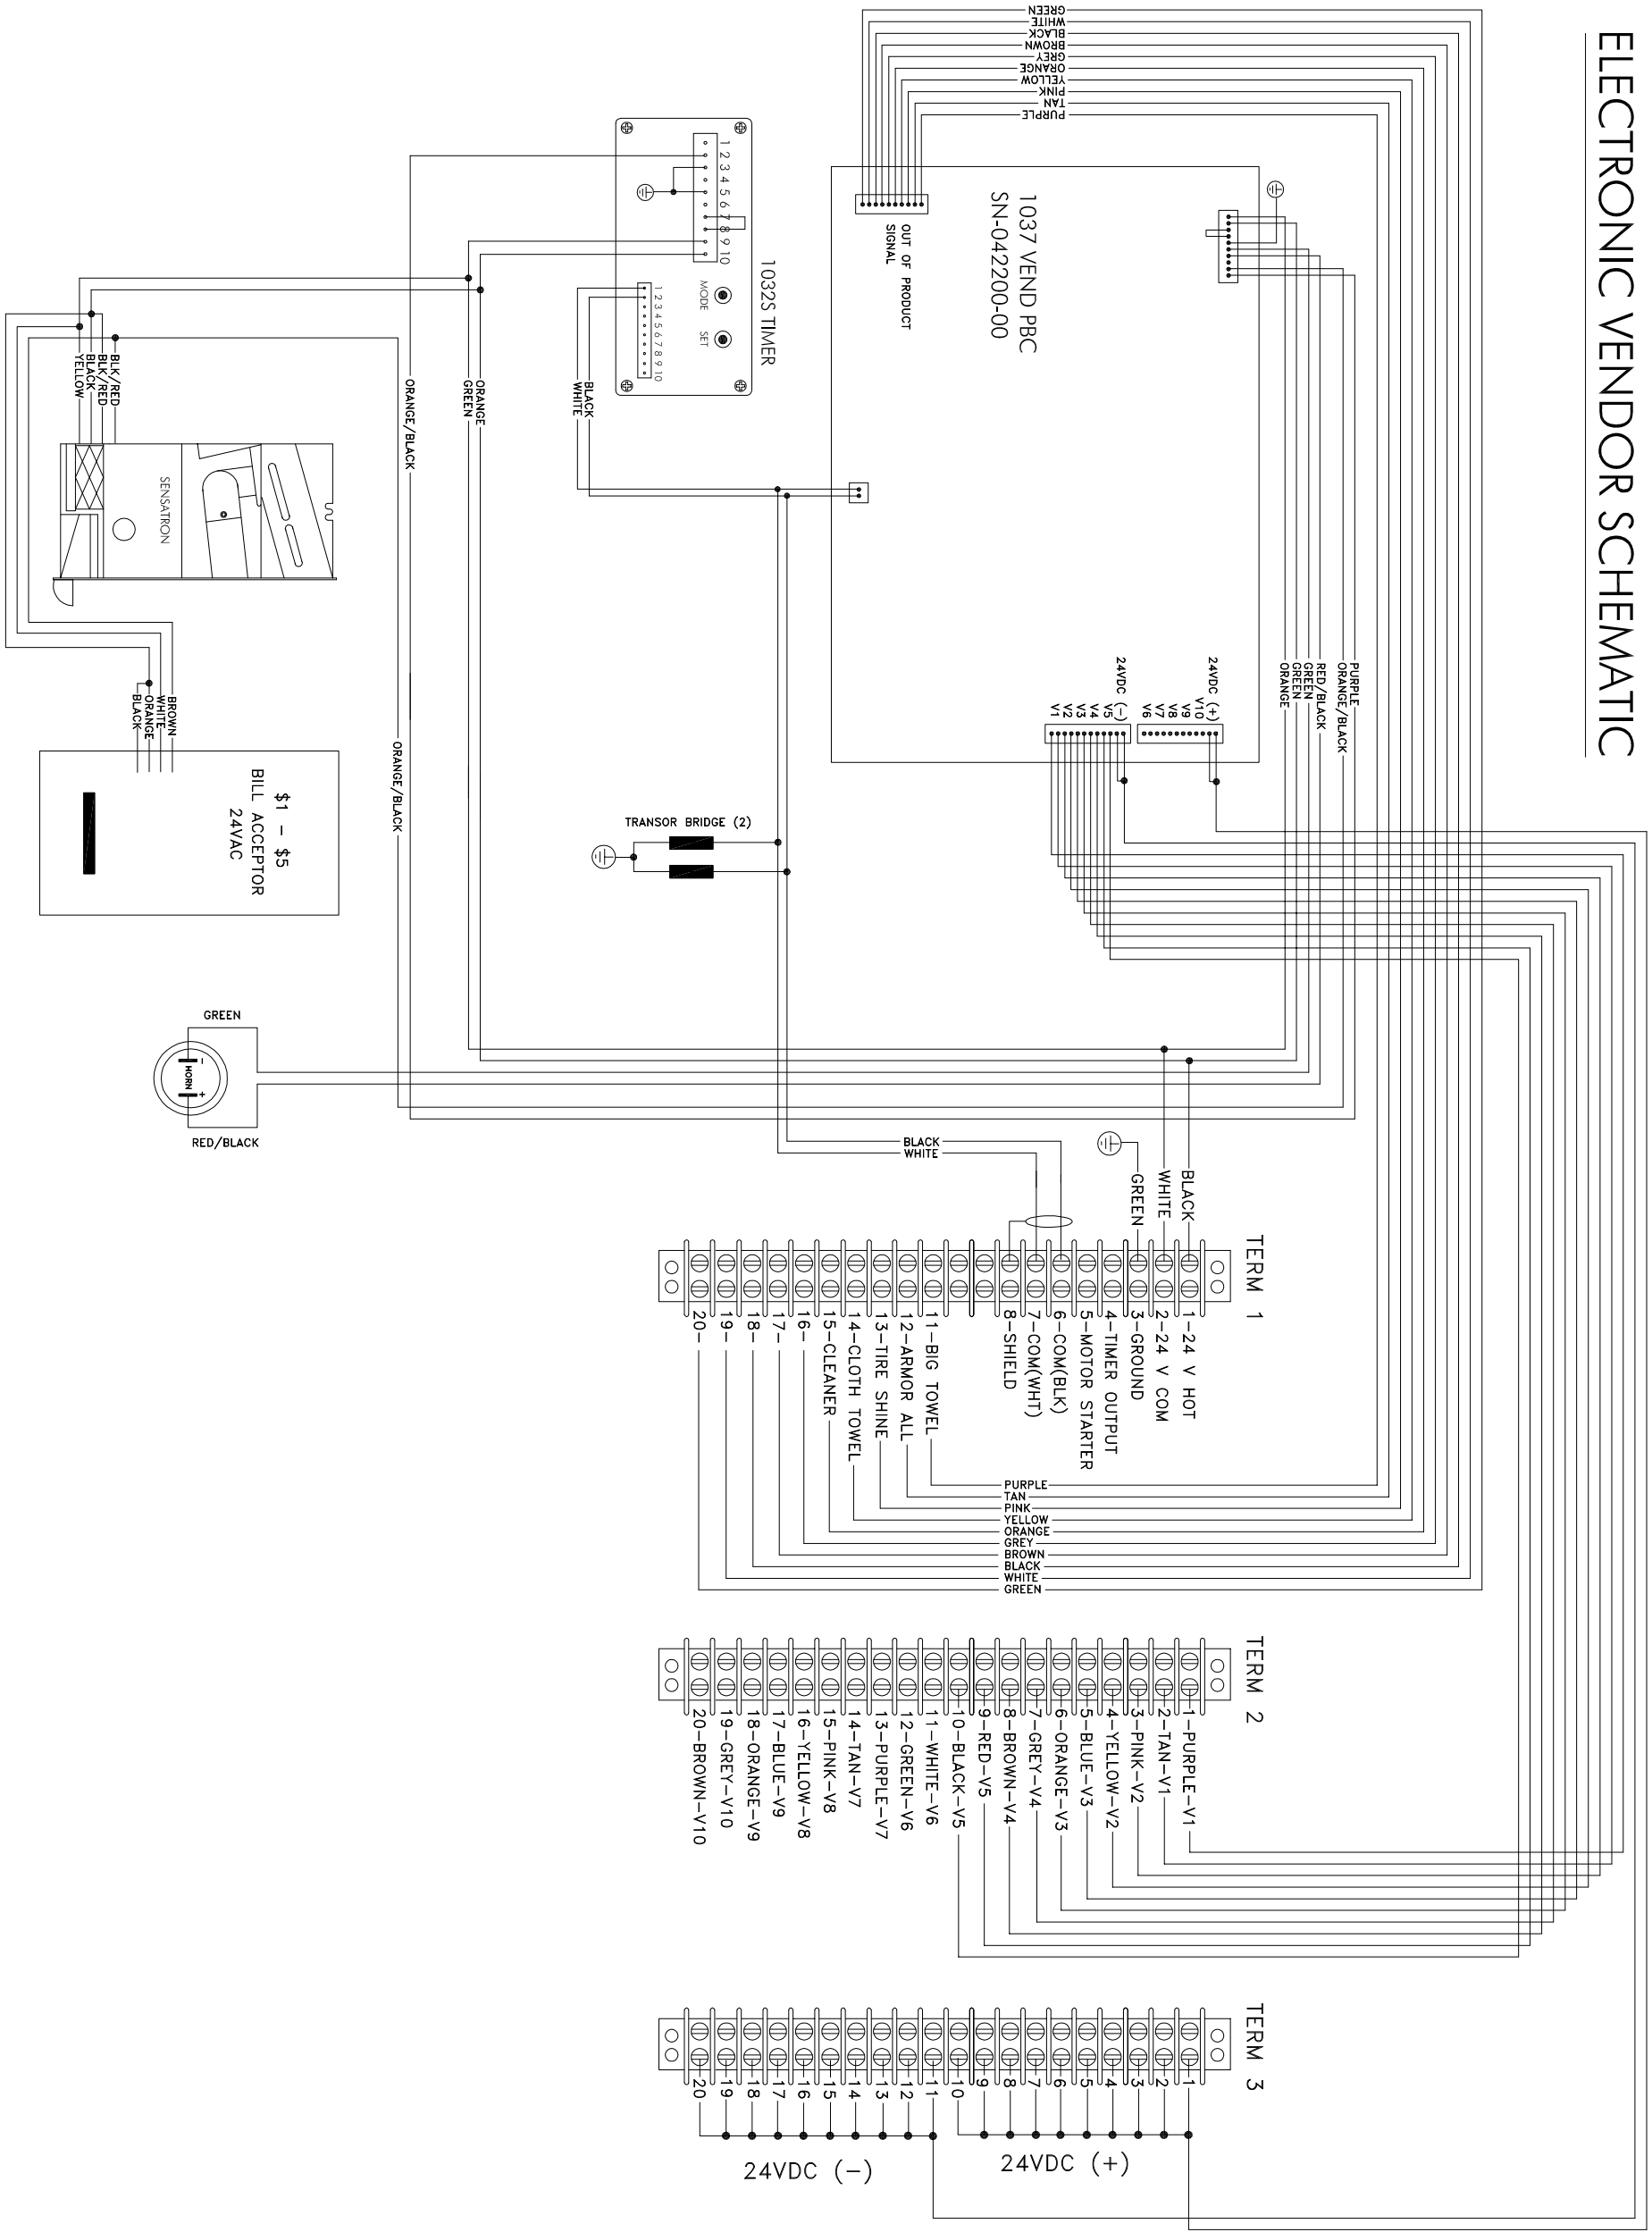 ELECTRONIC VENDOR SCHEMATIC
GREEN
WHITE
BLACK
BROWN
GREY
ORANGE
YELLOW
PINK
TAN
PURPLE
1037 VEND PBC
SN-042200-00
OUT OF PRODUCT
SIGNAL
PURPLE
ORANGE/BLACK
RED/BLACK
GREEN
GREEN
ORANGE
24VDC (+)
V10
V9
V8
V7
V6
24VDC (-)
V5
V4
V3
V2
V1
1032S TIMER
1 2 3 4 5 6 7 8 9 10
MODE
SET
1 2 3 4 5 6 7 8 9 10
BLACK
WHITE
ORANGE
GREEN
ORANGE/BLACK
BLK/RED
BLK/RED
BLACK
YELLOW
SENSATRON
BROWN
WHITE
ORANGE
BLACK
ORANGE/BLACK
$1 - $5
BILL ACCEPTOR
24VAC
TRANSOR BRIDGE (2)
GREEN
- HORN +
RED/BLACK
BLACK
WHITE
BLACK
WHITE
GREEN
TERM 1
1-24 V HOT
2-24 V COM
3-GROUND
4-TIMER OUTPUT
5-MOTOR STARTER
6-COM(BLK)
7-COM(WHT)
8-SHIELD
11-BIG TOWEL
12-ARMOR ALL
13-TIRE SHINE
14-CLOTH TOWEL
15-CLEANER
16-
17-
18-
19-
20-
PURPLE
TAN
PINK
YELLOW
ORANGE
GREY
BROWN
BLACK
WHITE
GREEN
TERM 2
1-PURPLE-V1
2-TAN-V1
3-PINK-V2
4-YELLOW-V2
5-BLUE-V3
6-ORANGE-V3
7-GREY-V4
8-BROWN-V4
9-RED-V5
10-BLACK-V5
11-WHITE-V6
12-GREEN-V6
13-PURPLE-V7
14-TAN-V7
15-PINK-V8
16-YELLOW-V8
17-BLUE-V9
18-ORANGE-V9
19-GREY-V10
20-BROWN-V10
TERM 3
1
2
3
4
5
6
7
8
9
10
11
12
13
14
15
16
17
18
19
20
24VDC (+)
24VDC (-)